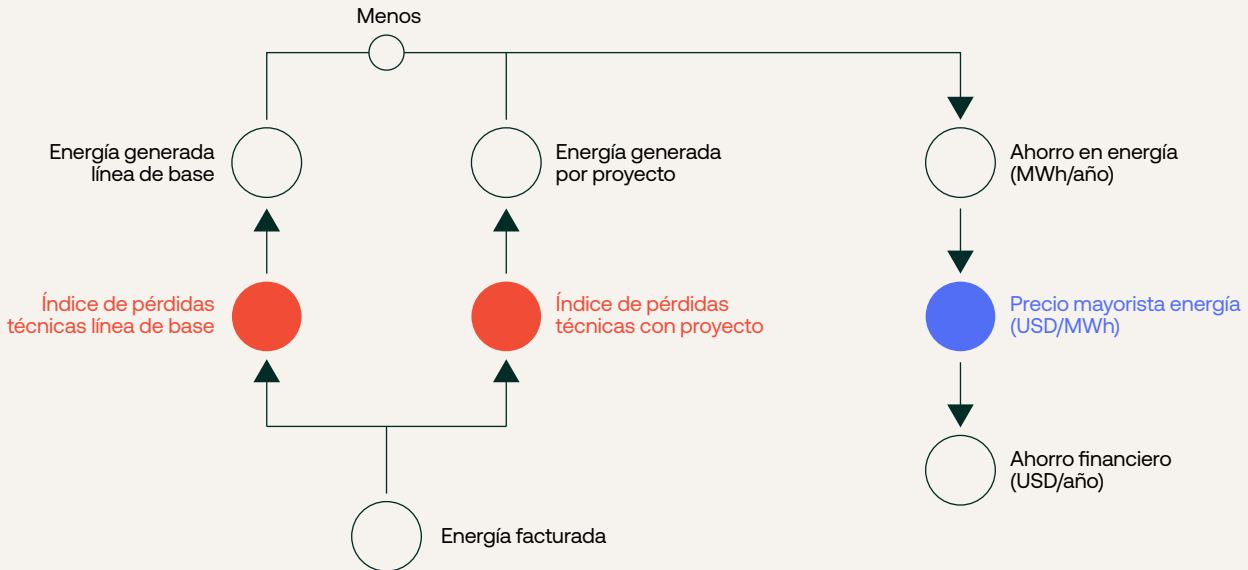 Menos
Energía generada
línea de base
Energía generada
por proyecto
Ahorro en energía
(MWh/año)
Índice de pérdidas
técnicas línea de base
Índice de pérdidas
técnicas con proyecto
Precio mayorista energía
(USD/MWh)
Ahorro financiero
(USD/año)
Energía facturada